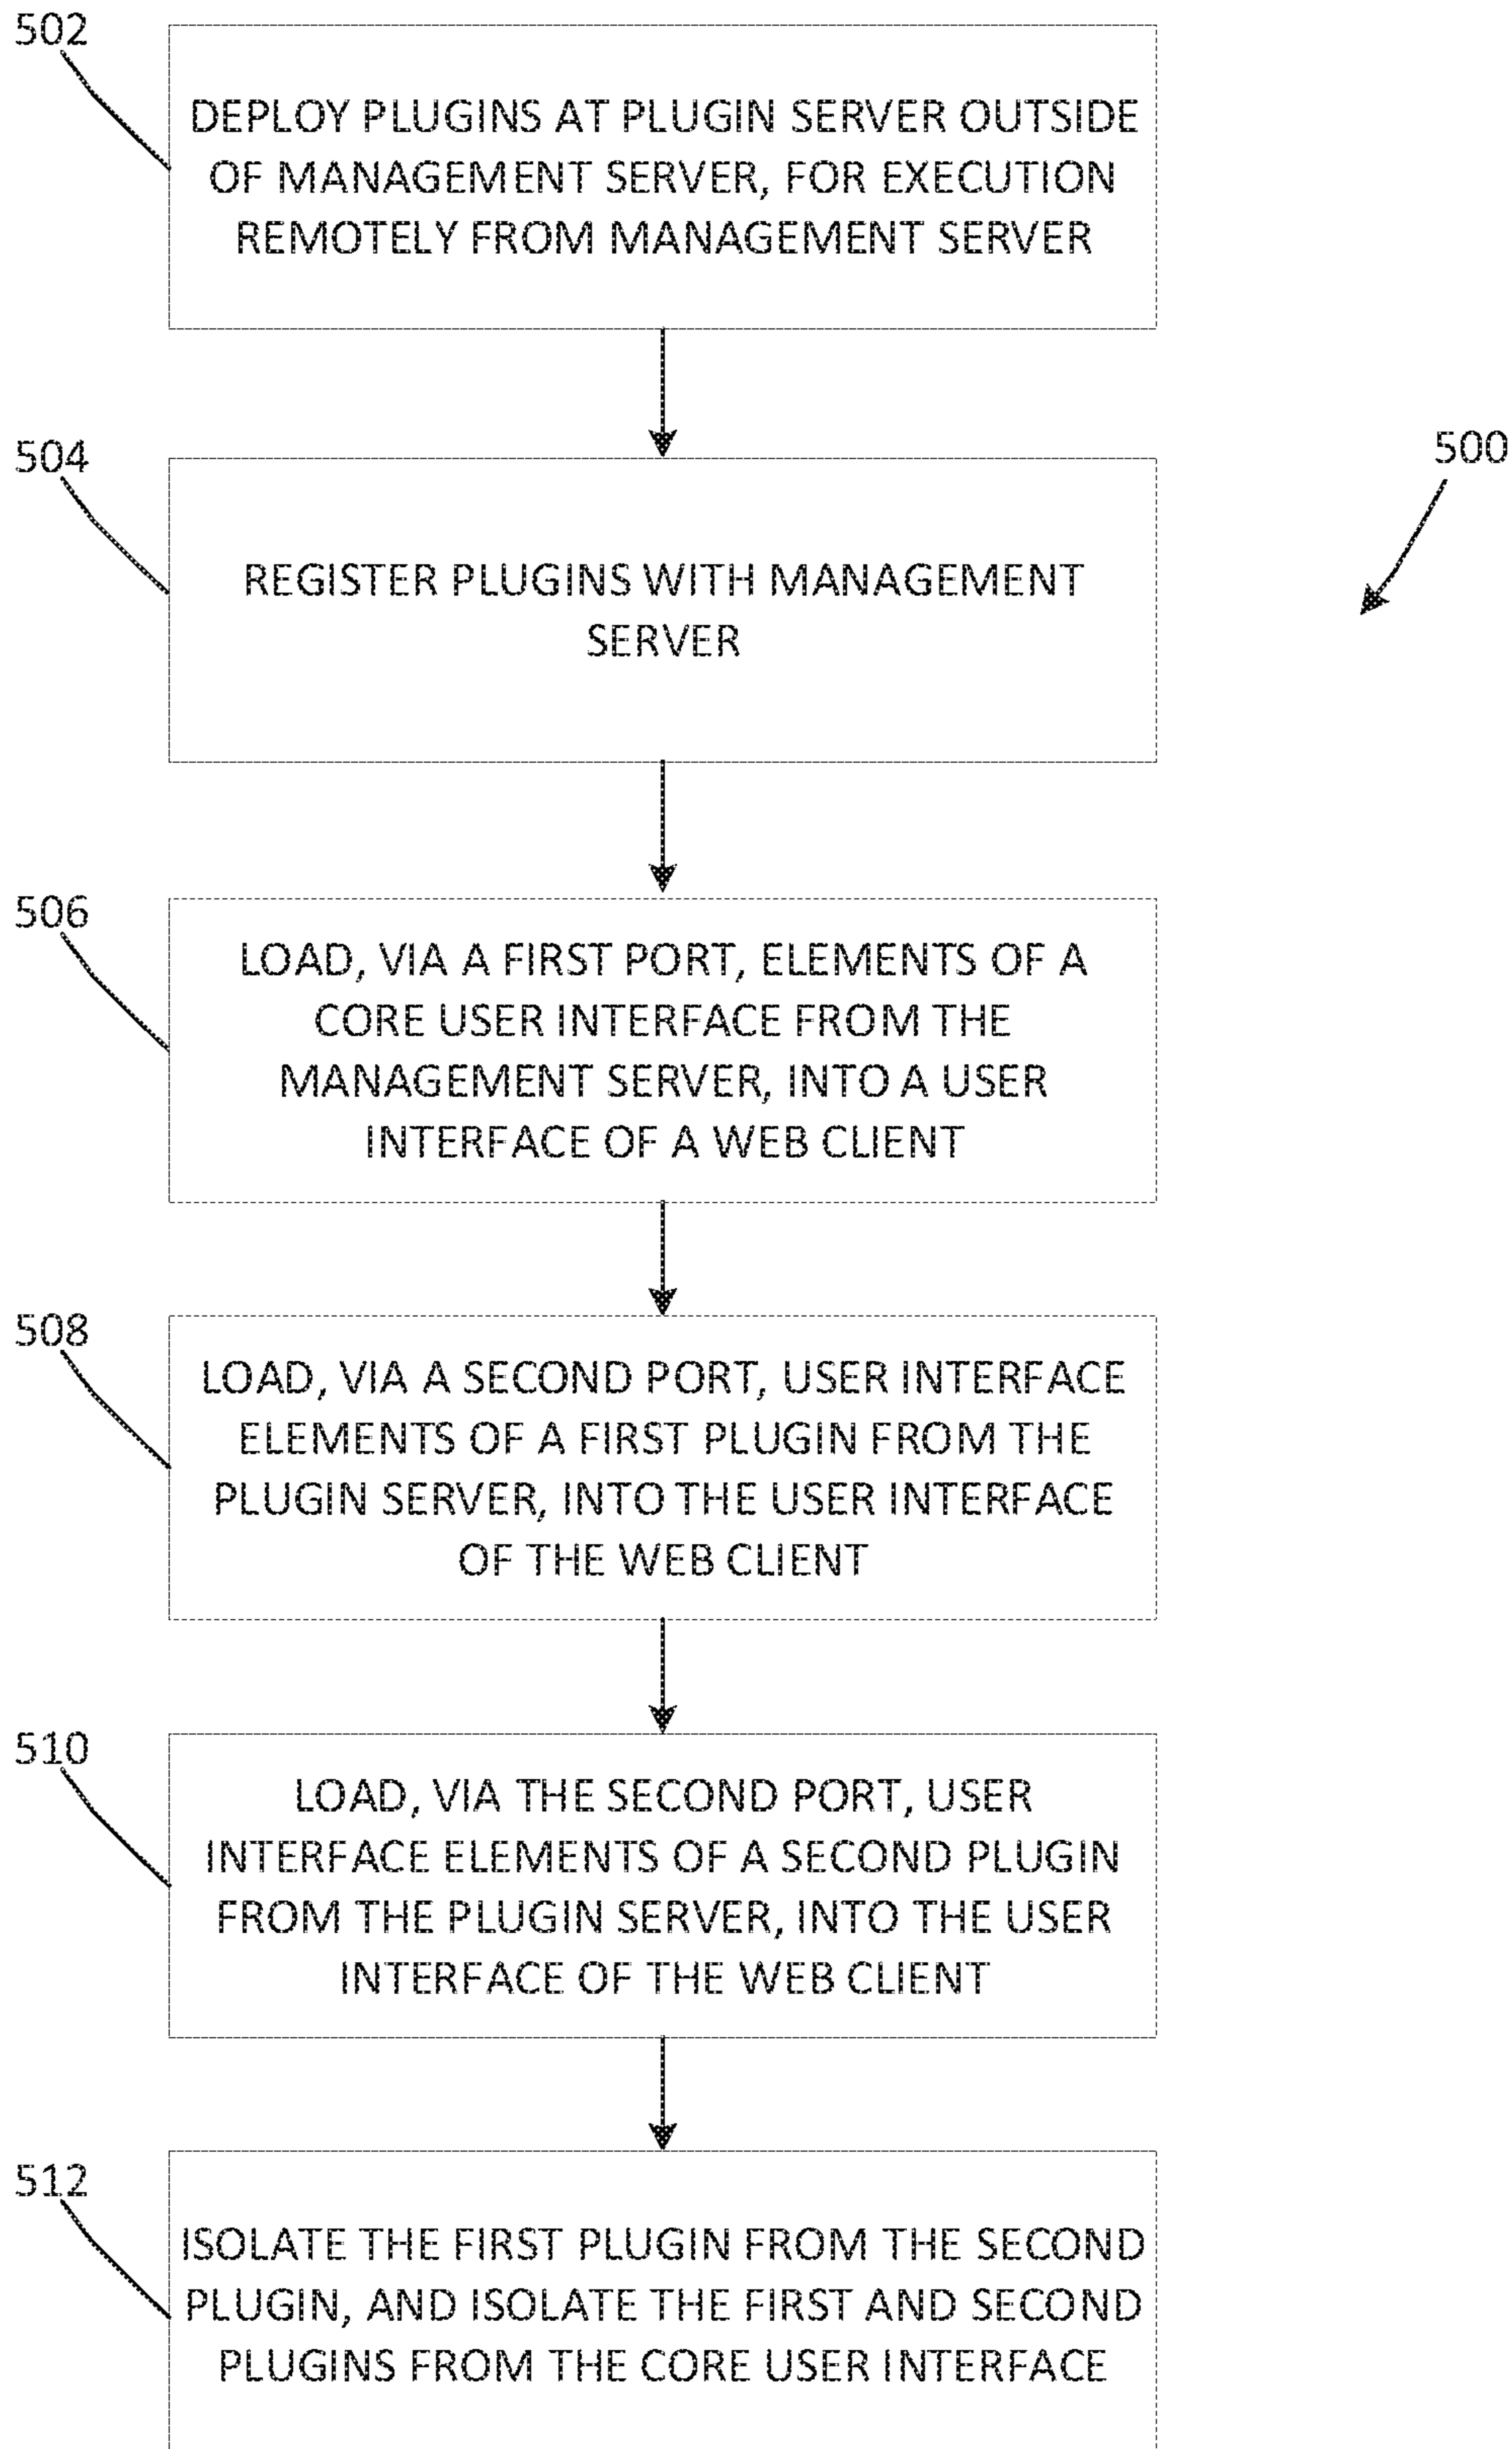 502
DEPLOY PLUGINS AT PLUGIN SERVER OUTSIDE
OF MANAGEMENT SERVER, FOR EXECUTION
REMOTELY FROM MANAGEMENT SERVER
504
500
REGISTER PLUGINS WITH MANAGEMENT
SERVER
506
LOAD, VIA A FIRST PORT, ELEMENTS OF A
CORE USER INTERFACE FROM THE
MANAGEMENT SERVER, INTO A USER
INTERFACE OF A WEB CLIENT
508
LOAD, VIA A SECOND PORT, USER INTERFACE
ELEMENTS OF A FIRST PLUGIN FROM THE
PLUGIN SERVER, INTO THE USER INTERFACE
OF THE WEB CLIENT
510
LOAD, VIA THE SECOND PORT, USER
INTERFACE ELEMENTS OF A SECOND PLUGIN
FROM THE PLUGIN SERVER, INTO THE USER
INTERFACE OF THE WEB CLIENT
512
ISOLATE THE FIRST PLUGIN FROM THE SECOND
PLUGIN, AND ISOLATE THE FIRST AND SECOND
PLUGINS FROM THE CORE USER INTERFACE